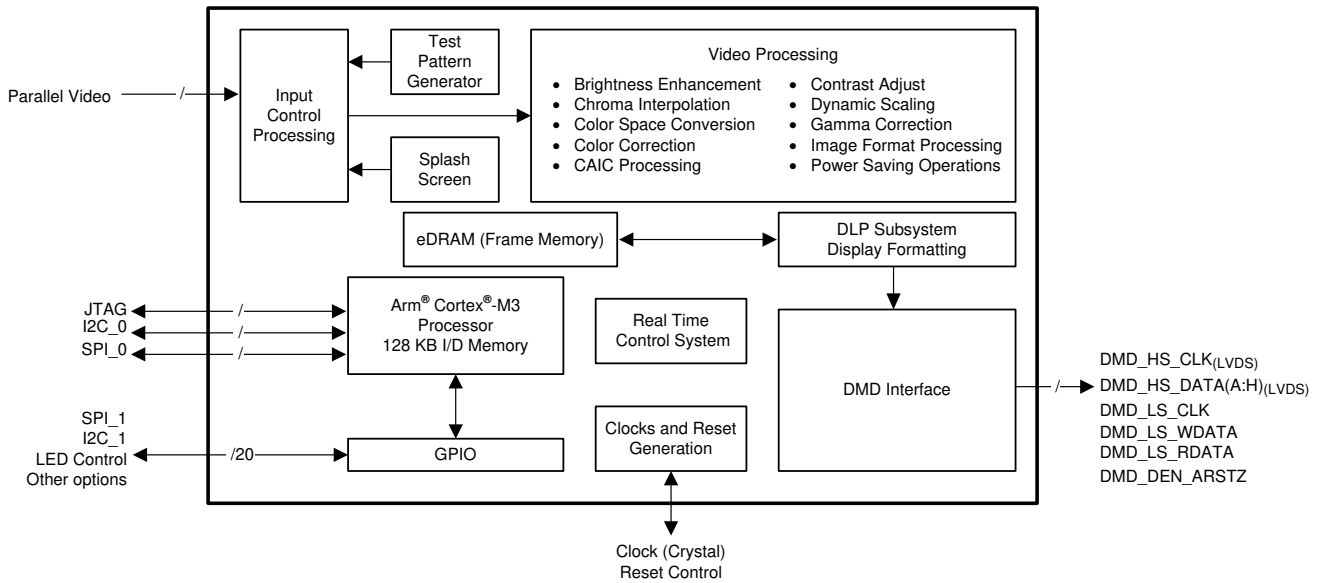 Parallel Video
/
Input
Control
Processing
Test
Pattern
Generator
Splash
Screen
Video Processing
• Brightness Enhancement
• Chroma Interpolation
• Color Space Conversion
• Color Correction
• CAIC Processing
• Contrast Adjust
• Dynamic Scaling
• Gamma Correction
• Image Format Processing
• Power Saving Operations
eDRAM (Frame Memory)
DLP Subsystem
Display Formatting
JTAG
/
I2C_0
/
SPI_0
/
Arm® Cortex®-M3
Processor
128 KB I/D Memory
Real Time
Control System
DMD Interface
/
DMD_HS_CLK(LVDS)
DMD_HS_DATA(A:H)(LVDS)
DMD_LS_CLK
DMD_LS_WDATA
DMD_LS_RDATA
DMD_DEN_ARSTZ
SPI_1
I2C_1
LED Control
Other options
/20
GPIO
Clocks and Reset
Generation
Clock (Crystal)
Reset Control